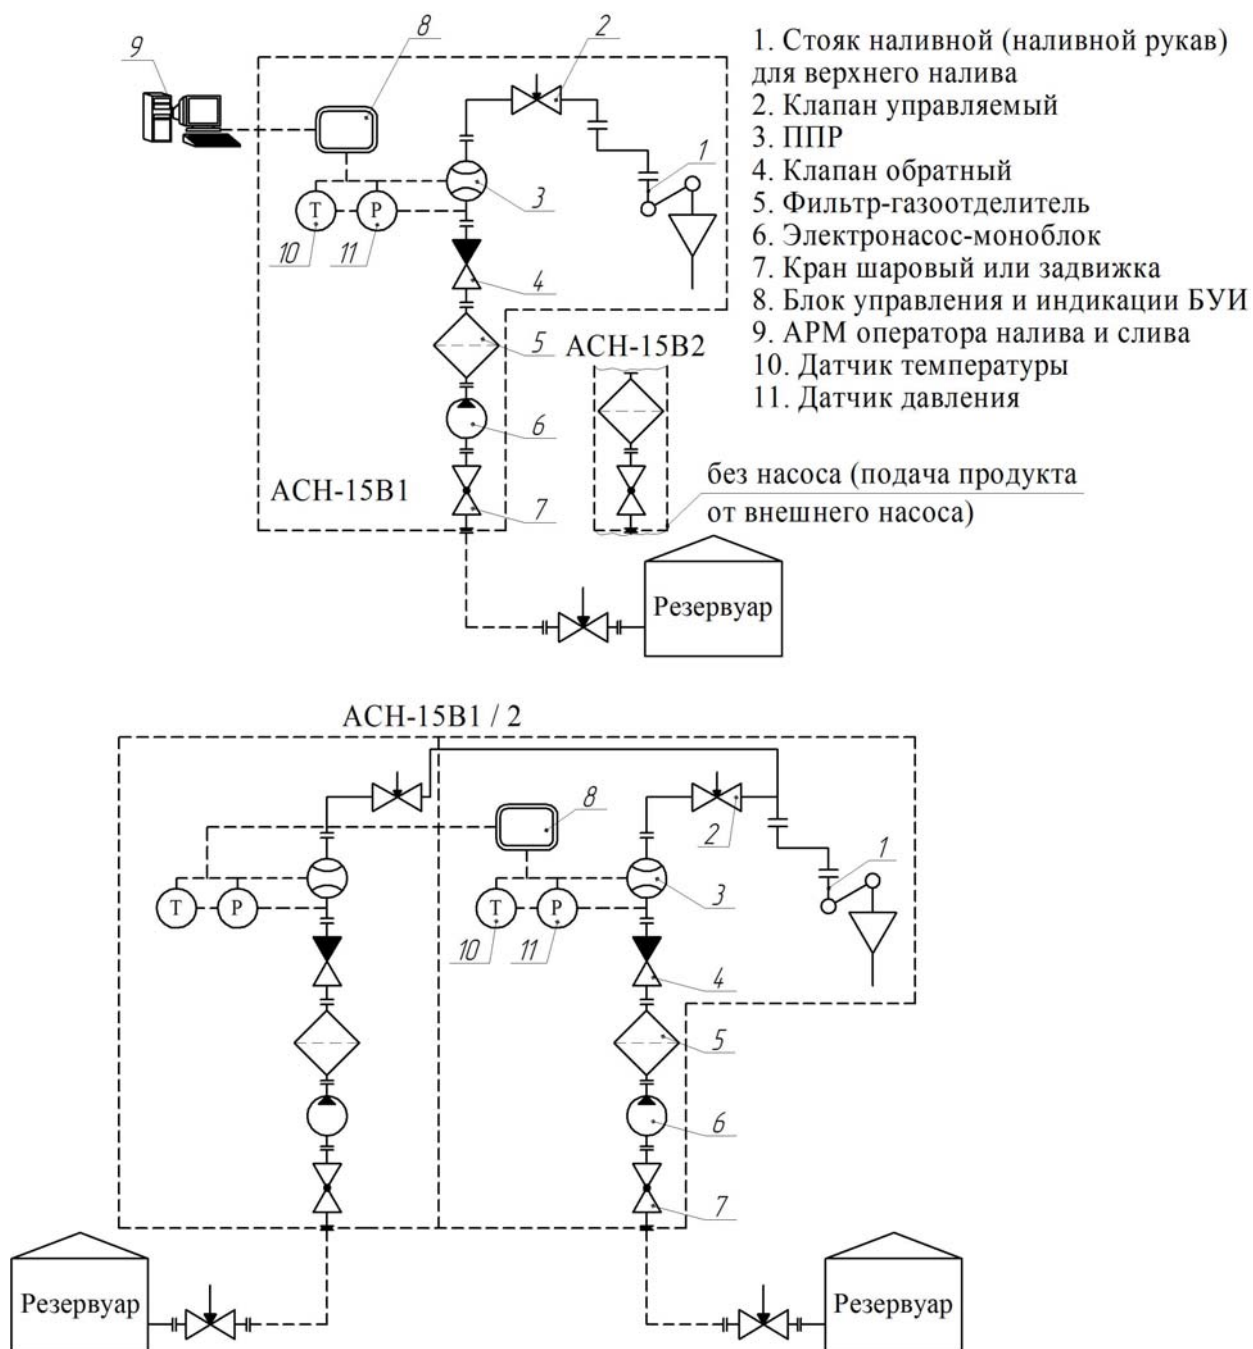 9
8
2
1
3
T
P
10
11
4
5
6
7
АСН-15В1
АСН-15В2
1. Стояк наливной (наливной рукав)
для верхнего налива
2. Клапан управляемый
3. ППР
4. Клапан обратный
5. Фильтр-газоотделитель
6. Электронасос-моноблок
7. Кран шаровый или задвижка
8. Блок управления и индикации БУИ
9. АРМ оператора налива и слива
10. Датчик температуры
11. Датчик давления
без насоса (подача продукта
от внешнего насоса)
Резервуар
АСН-15В1 / 2
8
2
1
3
T
P
T
P
10
11
4
5
6
7
Резервуар
Резервуар